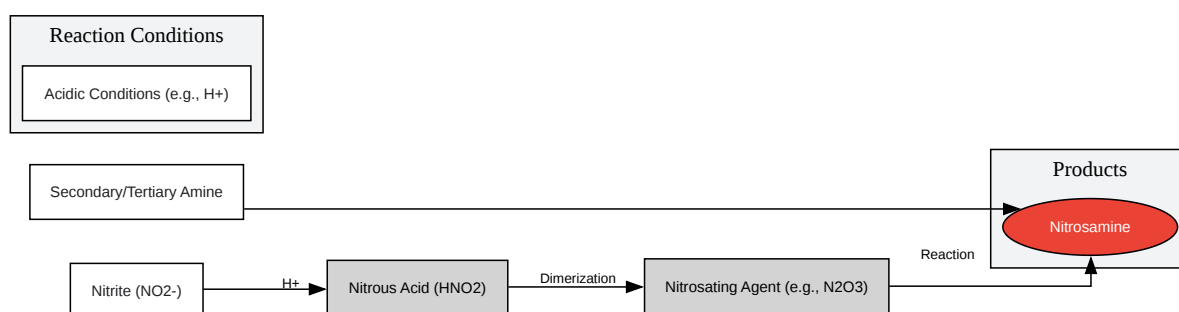 Reaction Conditions
Acidic Conditions (e.g., H+)
Products
Secondary/Tertiary Amine
Nitrosamine
Reaction
Nitrite (NO2-)
H+
Nitrous Acid (HNO2)
Dimerization
Nitrosating Agent (e.g., N2O3)